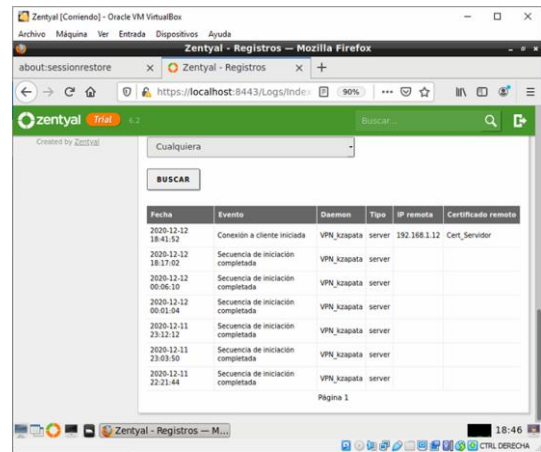 Zentyal [Corriendo] - Oracle VM VirtualBox
Archivo Máquina Ver Entrada Dispositivos Ayuda
Zentyal - Registros — Mozilla Firefox
about:sessionrestore × Zentyal - Registros × +
https://localhost:8443/Logs/Index 90%
zentyal Trial 6.2 Buscar...
Created by Zentyal
Cualquiera
BUSCAR
Fecha Evento Daemon Tipo IP remota Certificado remoto
2020-12-12 18:41:52 Conexión a cliente iniciada VPN_kzapata server 192.168.1.12 Cert_Servidor
2020-12-12 Secuencia de iniciación VPN_kzapata server
18:17:02 completada
2020-12-12 Secuencia de iniciación VPN_kzapata server
00:06:10 completada
2020-12-12 Secuencia de iniciación VPN_kzapata server
00:01:04 completada
2020-12-11 Secuencia de iniciación VPN_kzapata server
23:12:12 completada
2020-12-11 Secuencia de iniciación VPN_kzapata server
23:03:50 completada
2020-12-11 Secuencia de iniciación VPN_kzapata server
22:21:44 completada
Página 1
Zentyal - Registros — M... 18:46
CTRL DERECHA